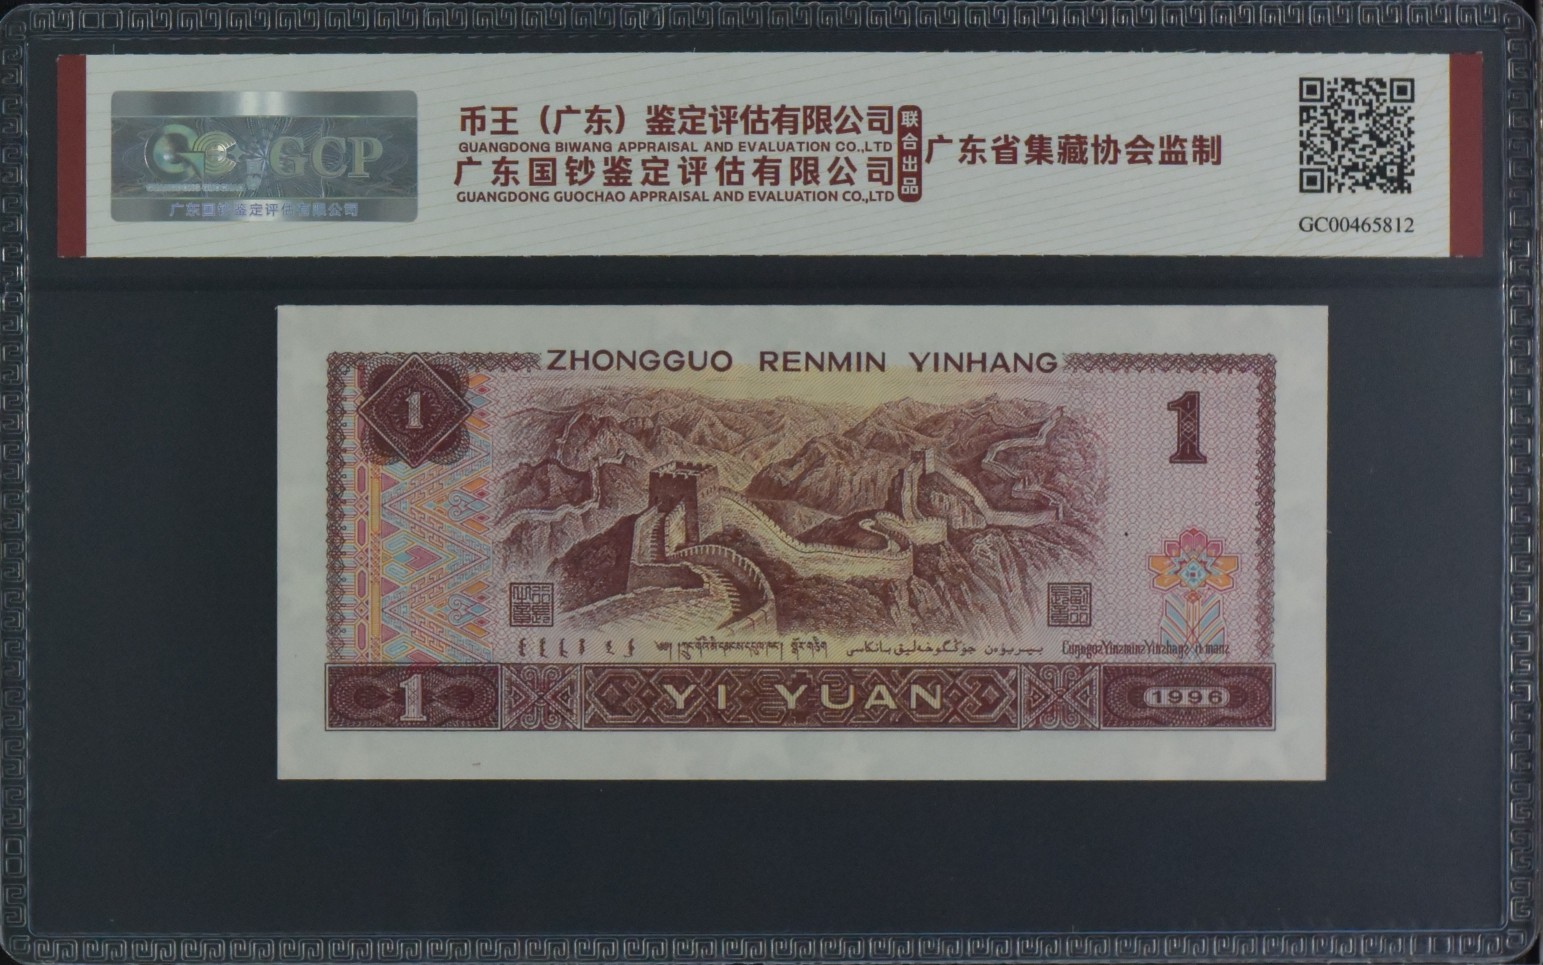 GCP
广东国钞鉴定评估有限公司
币王（广东）鉴定评估有限公司
GUANGDONG BIWANG APPRAISAL AND EVALUATION CO.,LTD
广东国钞鉴定评估有限公司
GUANGDONG GUOCHAO APPRAISAL AND EVALUATION CO.,LTD
联合出品
广东省集藏协会监制
GC00465812
ZHONGGUO RENMIN YINHANG
1
1
1
YI YUAN
1996